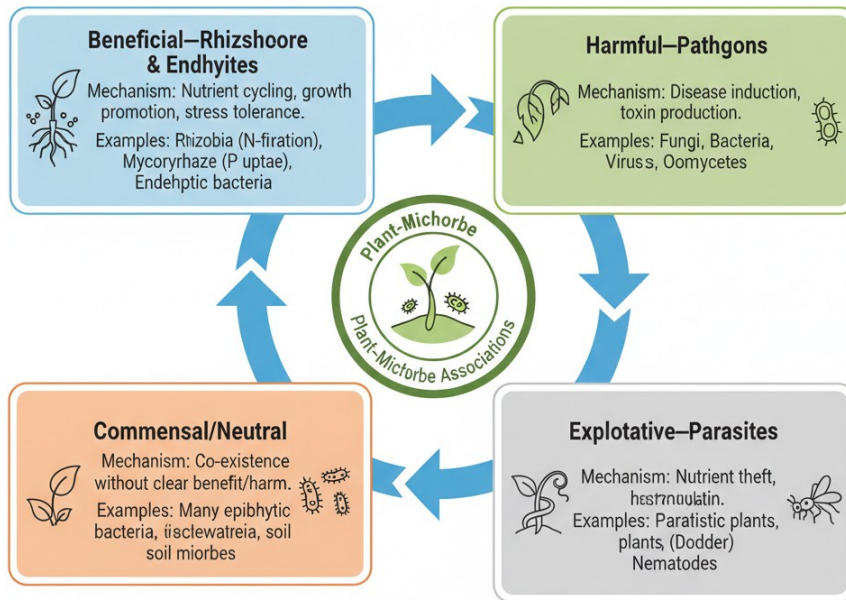 Beneficial–Rhizshoore
& Endhyites
Mechanism: Nutrient cycling, growth
promotion, stress tolerance.
Examples: Rhizobia (N-firation),
Mycoryrhaze (P uptae),
Endehptic bacteria
Harmful–Pathgons
Mechanism: Disease induction,
toxin production.
Examples: Fungi, Bacteria,
Virus s, Oomycetes
Plant-Michorbe
Plant-Mictorbe Associations
Commensal/Neutral
Mechanism: Co-existence
without clear benefit/harm.
Examples: Many epibhytic
bacteria, soil
soil miorbes
Explotative–Parasites
Mechanism: Nutrient theft,
Examples: Paratistic plants,
plants, (Dodder)
Nematodes